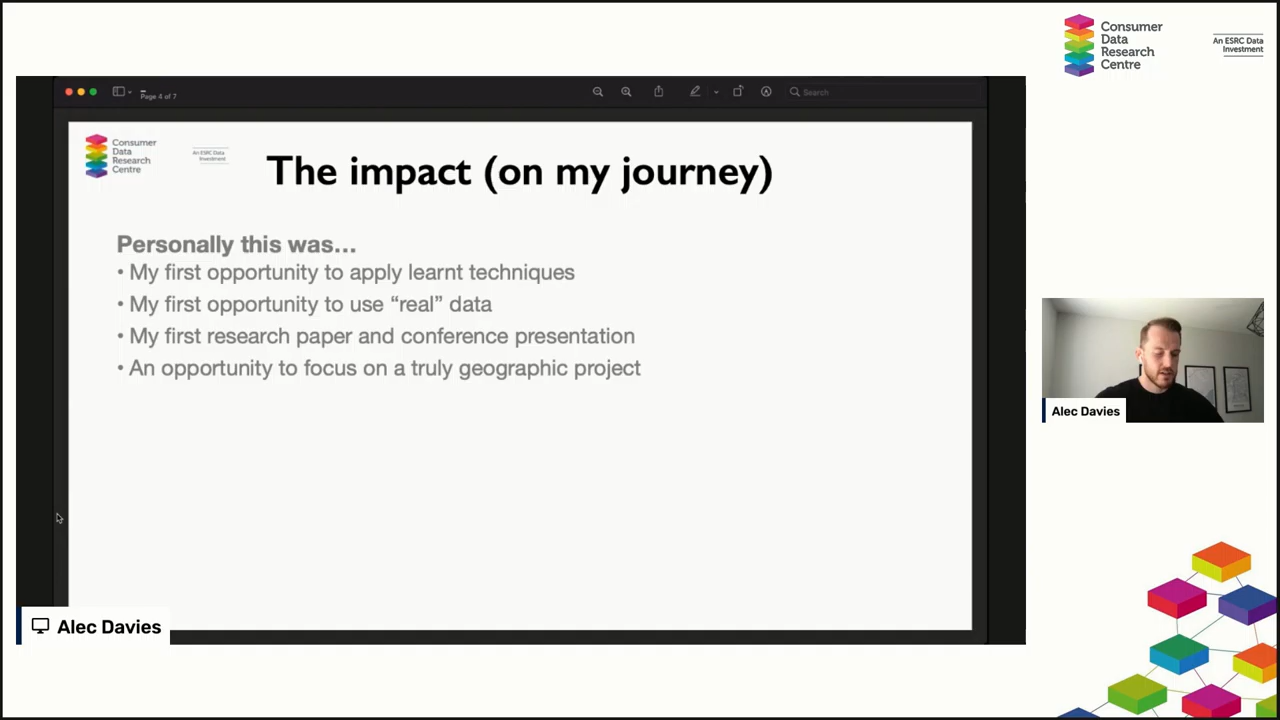 Consumer
Data
Research
Centre
An ESRC Data
Investment
Page 4 of 7
Search
Consumer
Data
Research
Centre
An ESRC Data
Investment
The impact (on my journey)
Personally this was…
• My first opportunity to apply learnt techniques
• My first opportunity to use “real” data
• My first research paper and conference presentation
• An opportunity to focus on a truly geographic project
Alec Davies
Alec Davies